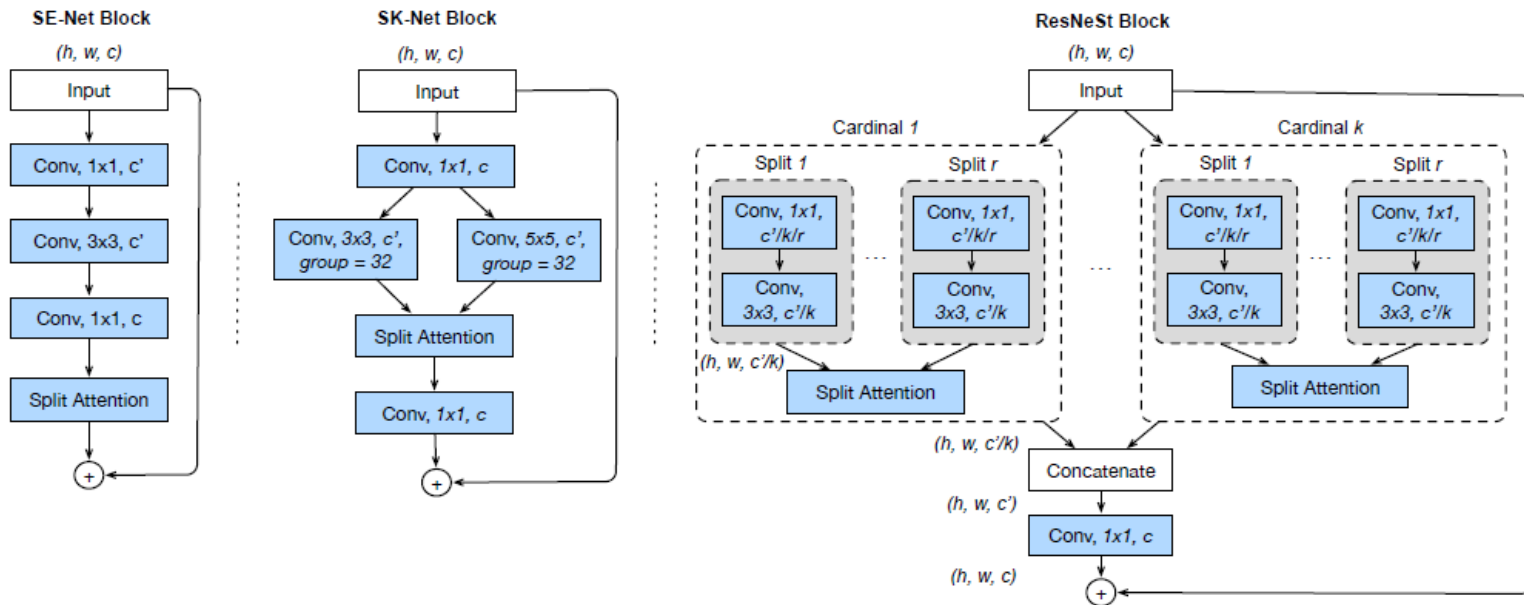 SE-Net Block
(h, w, c)
Input
Conv, 1x1, c'
Conv, 3x3, c'
Conv, 1x1, c
Split Attention
+
SK-Net Block
(h, w, c)
Input
Conv, 1x1, c
Conv, 3x3, c',
group = 32
Conv, 5x5, c',
group = 32
Split Attention
Conv, 1x1, c
+
ResNeSt Block
(h, w, c)
Input
Cardinal 1
Split 1
Conv, 1x1,
c'/k/r
Conv,
3x3, c'/k
...
Split r
Conv, 1x1,
c'/k/r
Conv,
3x3, c'/k
(h, w, c'/k)
Split Attention
...
Cardinal k
Split 1
Conv, 1x1,
c'/k/r
Conv,
3x3, c'/k
...
Split r
Conv, 1x1,
c'/k/r
Conv,
3x3, c'/k
Split Attention
(h, w, c'/k)
Concatenate
(h, w, c')
Conv, 1x1, c
(h, w, c)
+